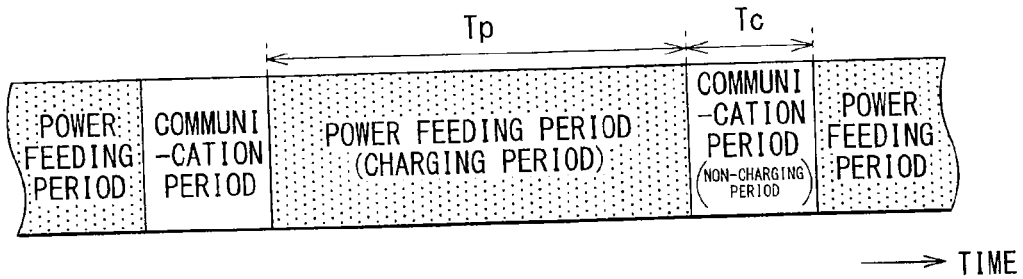 Tp
Tc
POWER
FEEDING
PERIOD
COMMUNI
-CATION
PERIOD
POWER FEEDING PERIOD
(CHARGING PERIOD)
COMMUNI
-CATION
PERIOD
(NON-CHARGING
PERIOD)
POWER
FEEDING
PERIOD
TIME